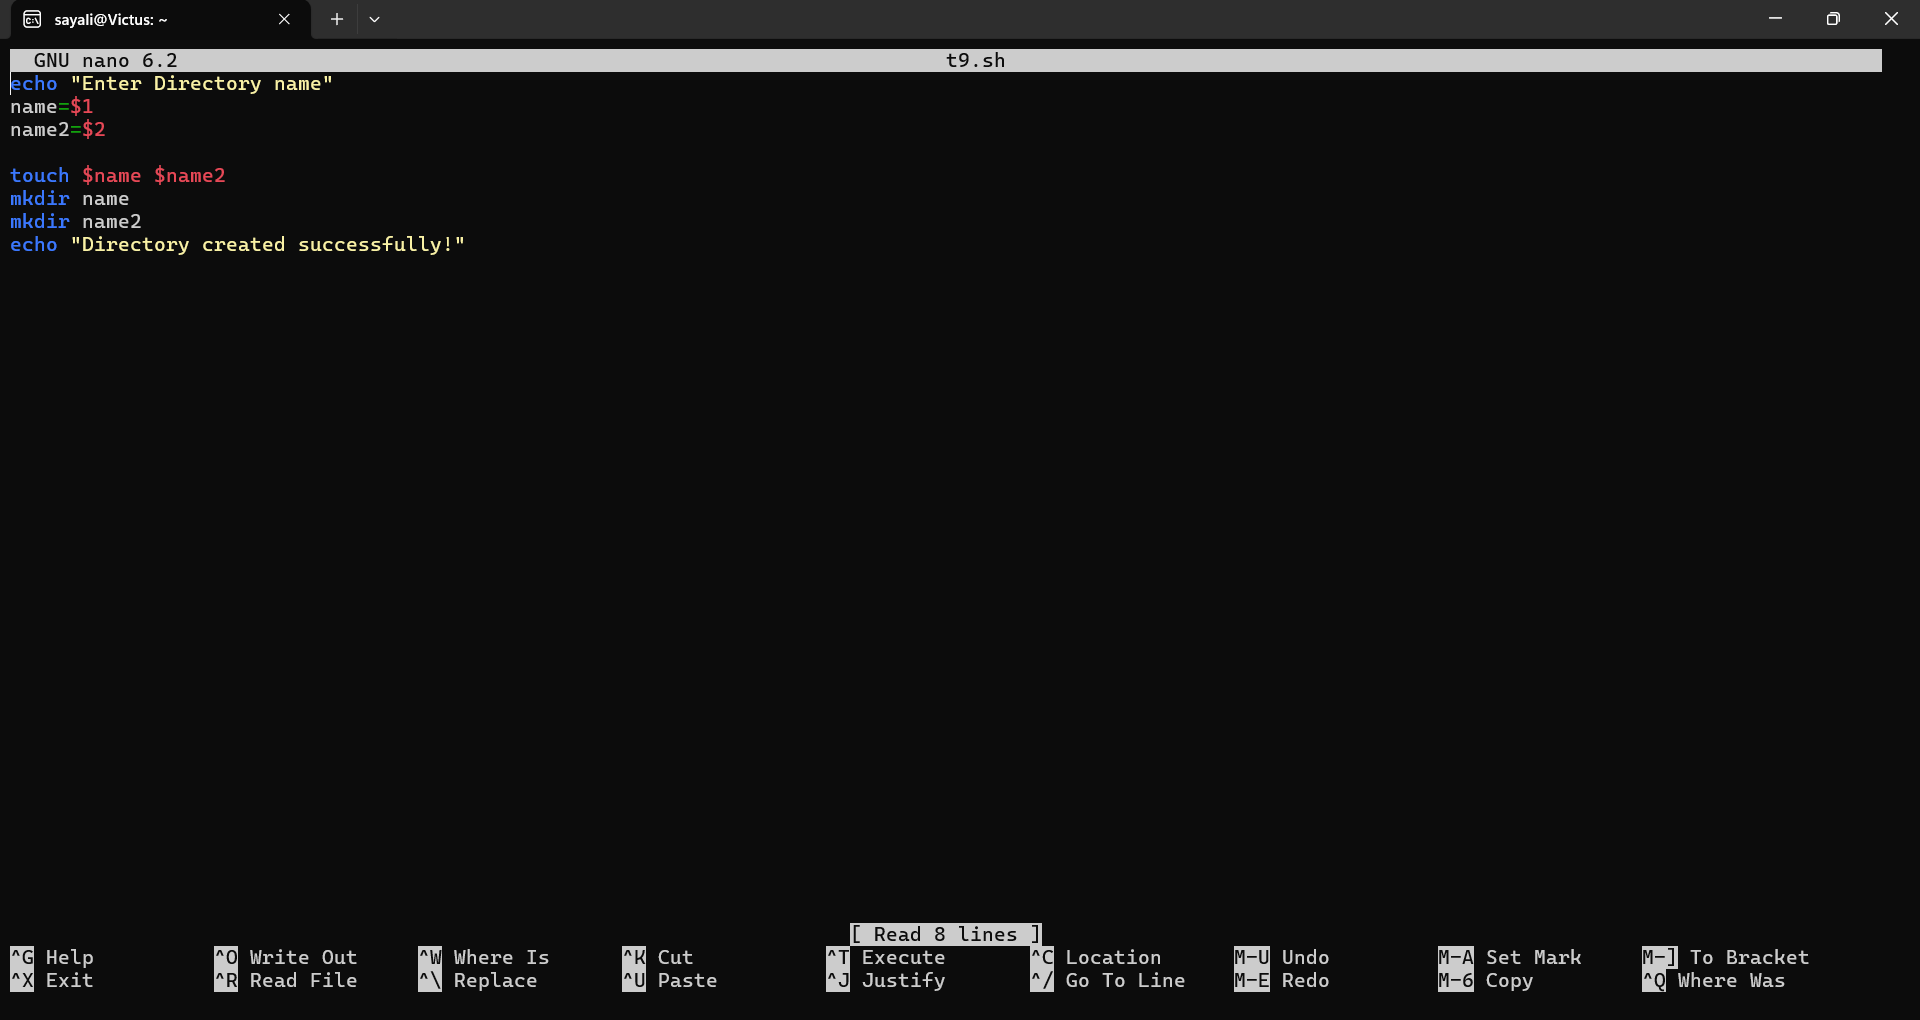 sayali@Victus: ~
GNU nano 6.2 t9.sh
echo "Enter Directory name"
name=$1
name2=$2
touch $name $name2
mkdir name
mkdir name2
echo "Directory created successfully!"
[ Read 8 lines ]
^G Help ^O Write Out ^W Where Is ^K Cut ^T Execute ^C Location M-U Undo M-A Set Mark M-] To Bracket
^X Exit ^R Read File ^\ Replace ^U Paste ^J Justify ^/ Go To Line M-E Redo M-6 Copy ^Q Where Was